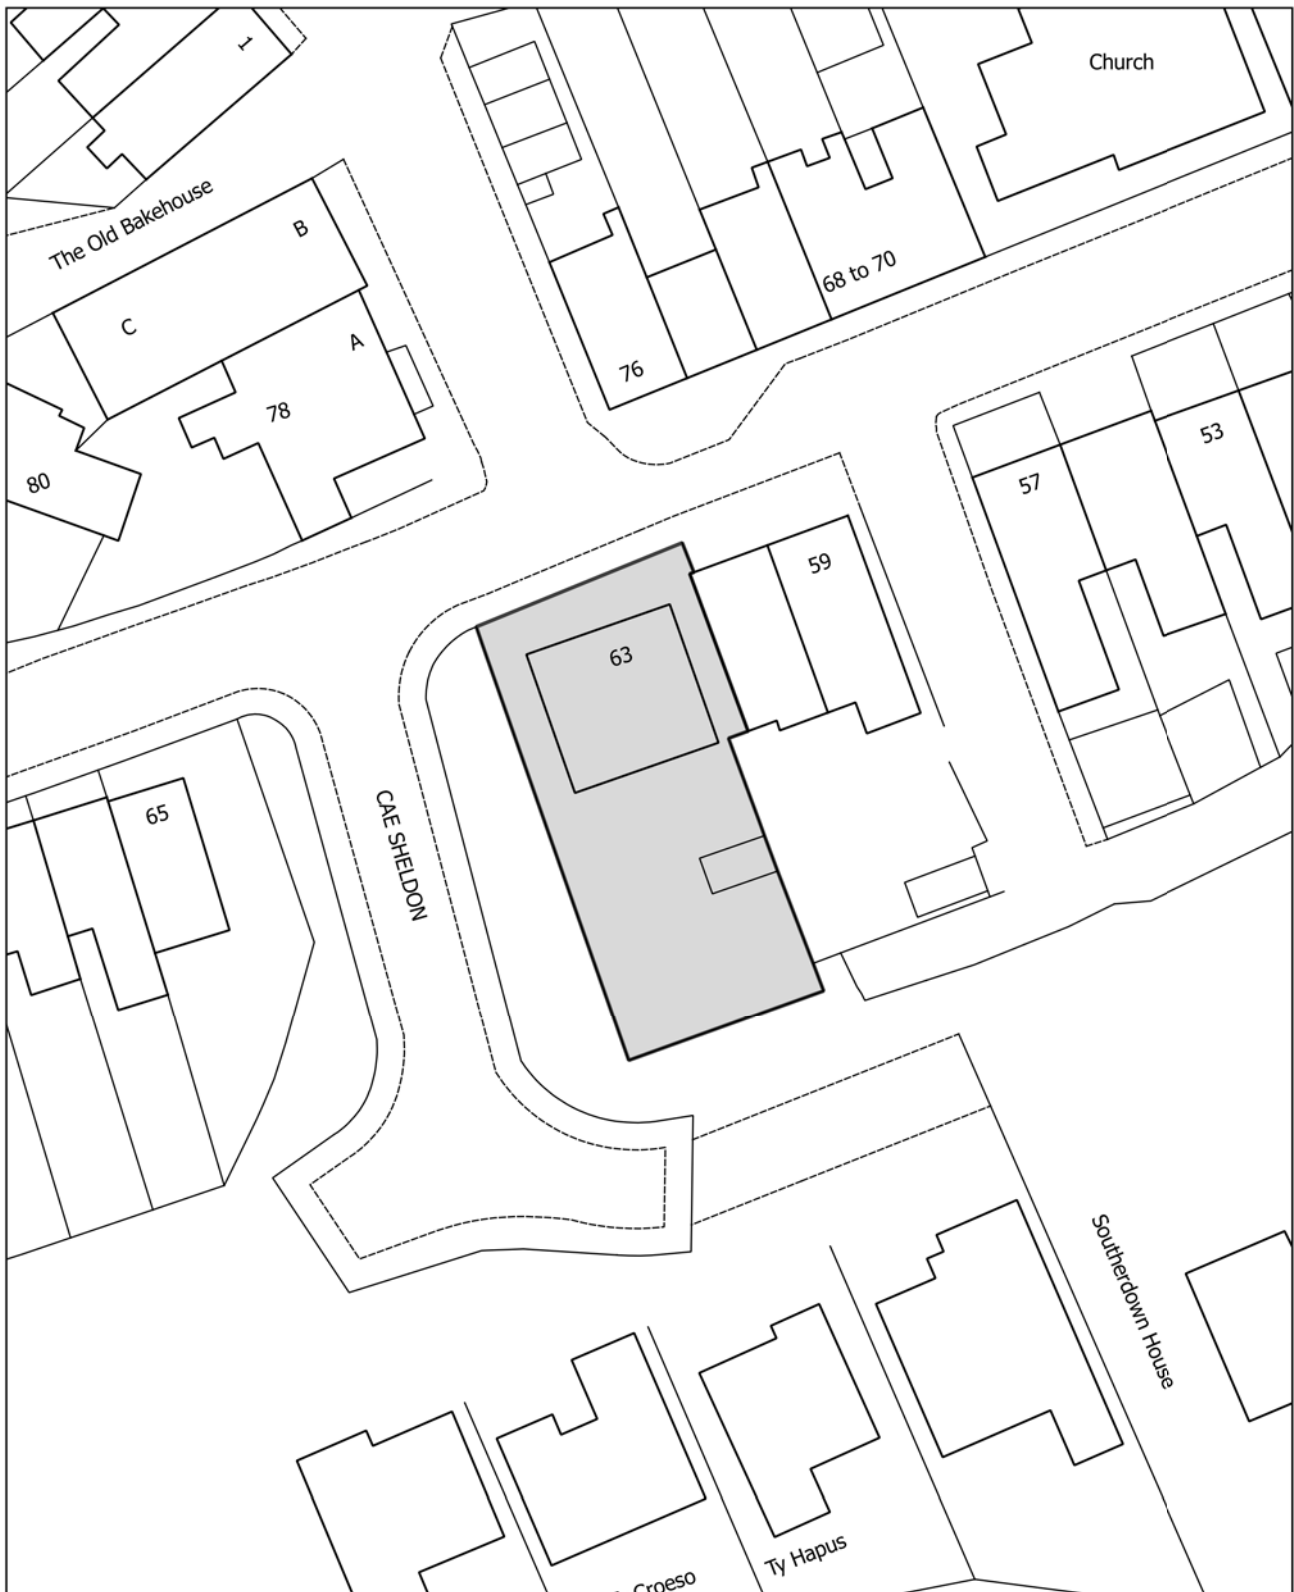 1
Church
The Old Bakehouse
B
C
A
68 to 70
76
78
80
53
57
59
63
65
CAE SHELDON
Southerdown House
Ty Hapus
Croeso